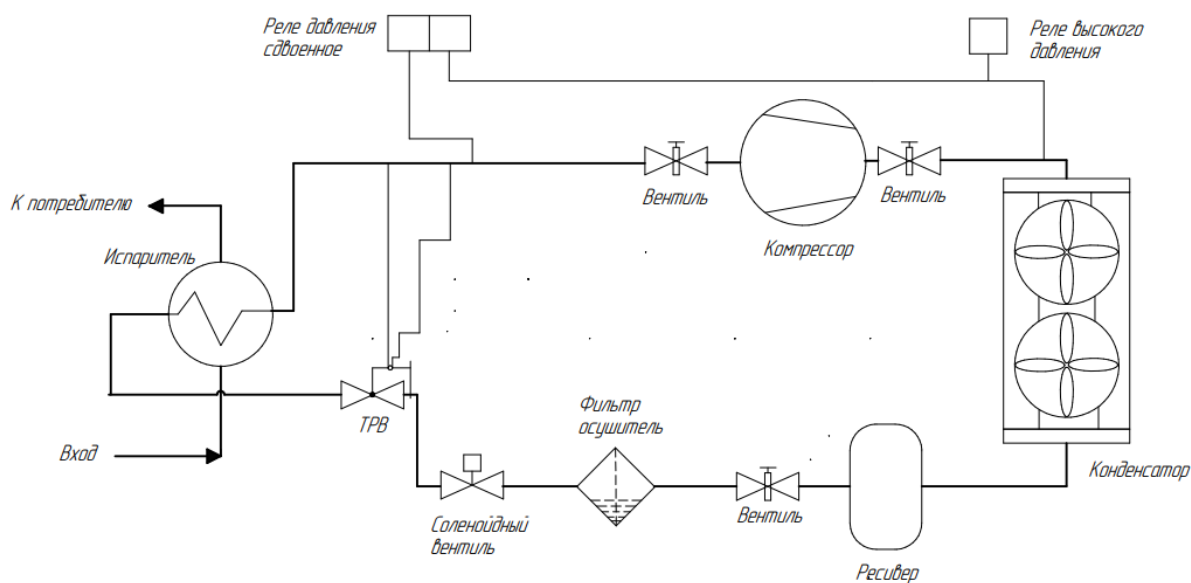 Реле давления
сдвоенное
Реле высокого
давления
Вентиль
Вентиль
Компрессор
К потребителю
Испаритель
ТРВ
Фильтр
осушитель
Вход
Соленойдный
вентиль
Вентиль
Ресивер
Конденсатор